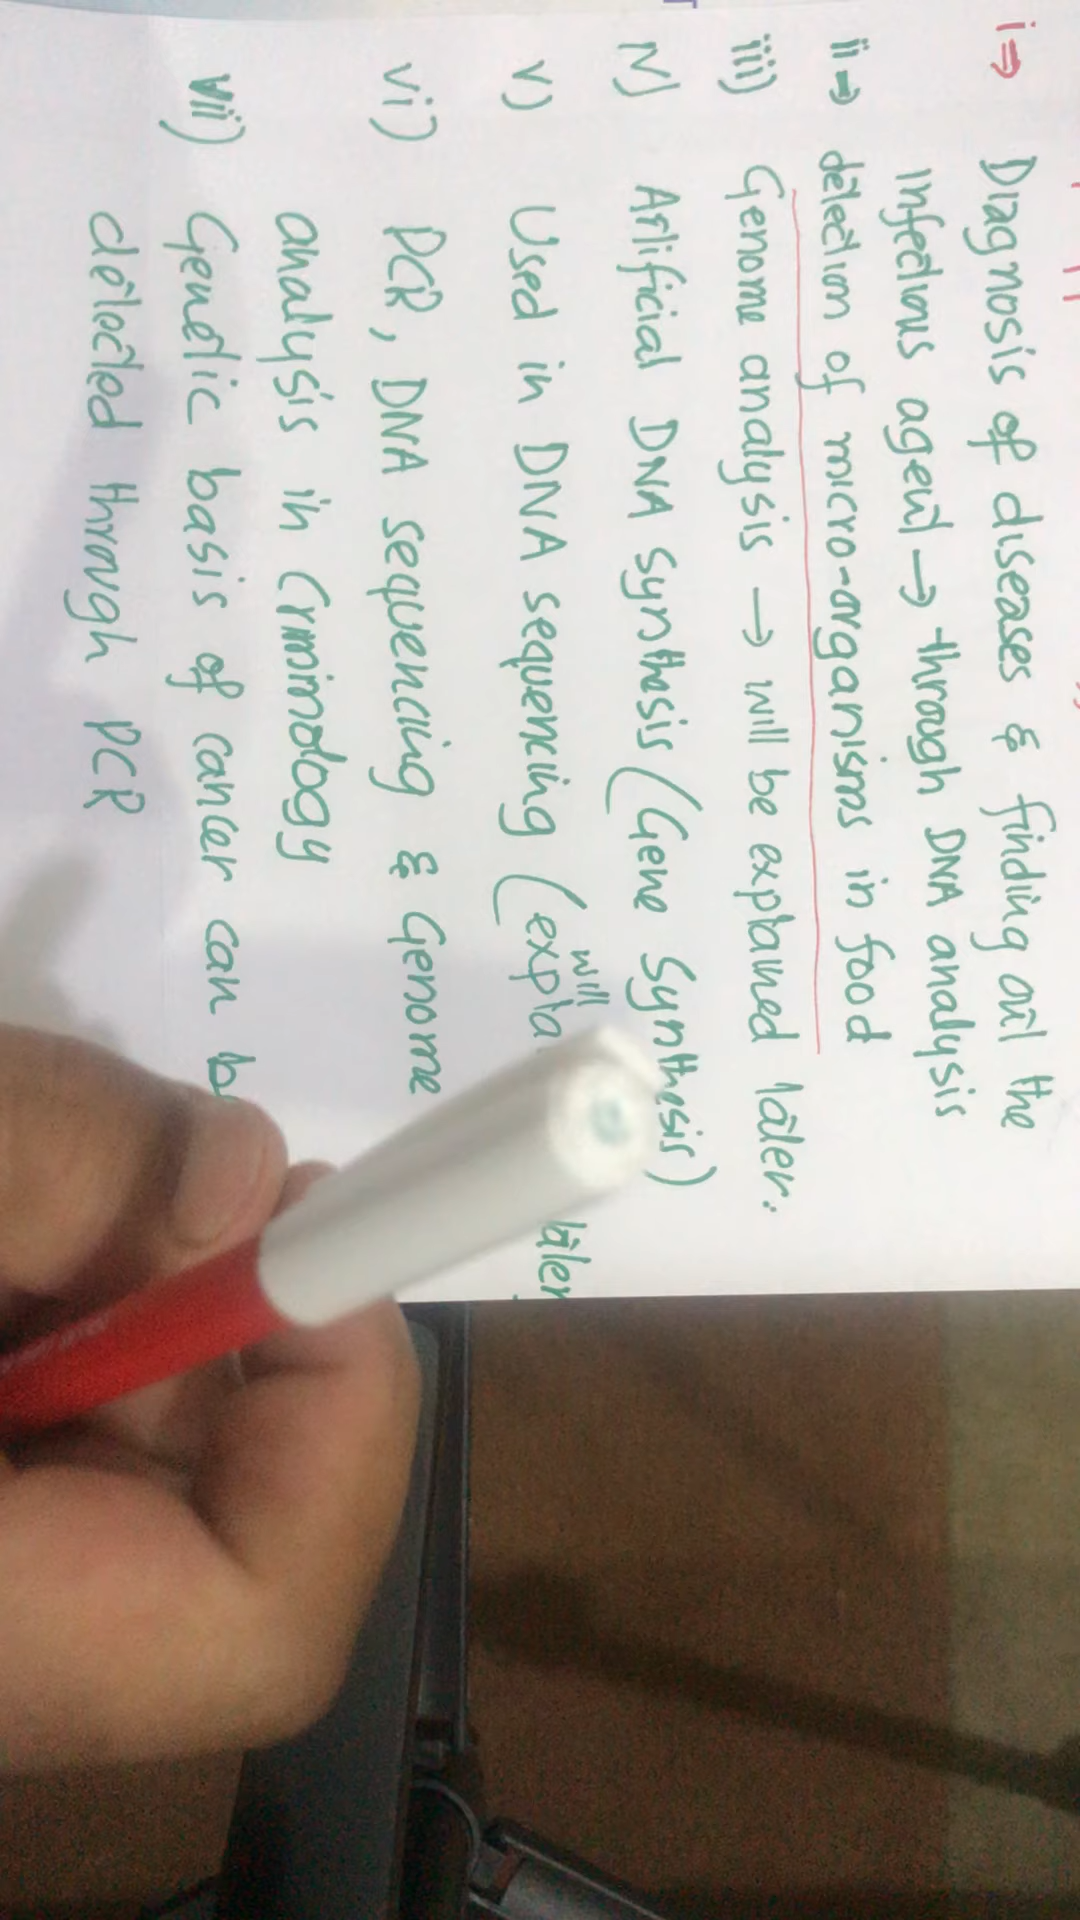 i ⇒ Diagnosis of diseases & finding out the
infectious agent → through DNA analysis
ii ⇒ detection of micro-organisms in food
iii) Genome analysis → will be explained later.
iv) Artificial DNA synthesis (Gene Synthesis)
v) Used in DNA sequencing ( will later
vi) PCR, DNA sequencing & Genome
analysis in Criminology
vii) Genetic basis of cancer can
detected through PCR